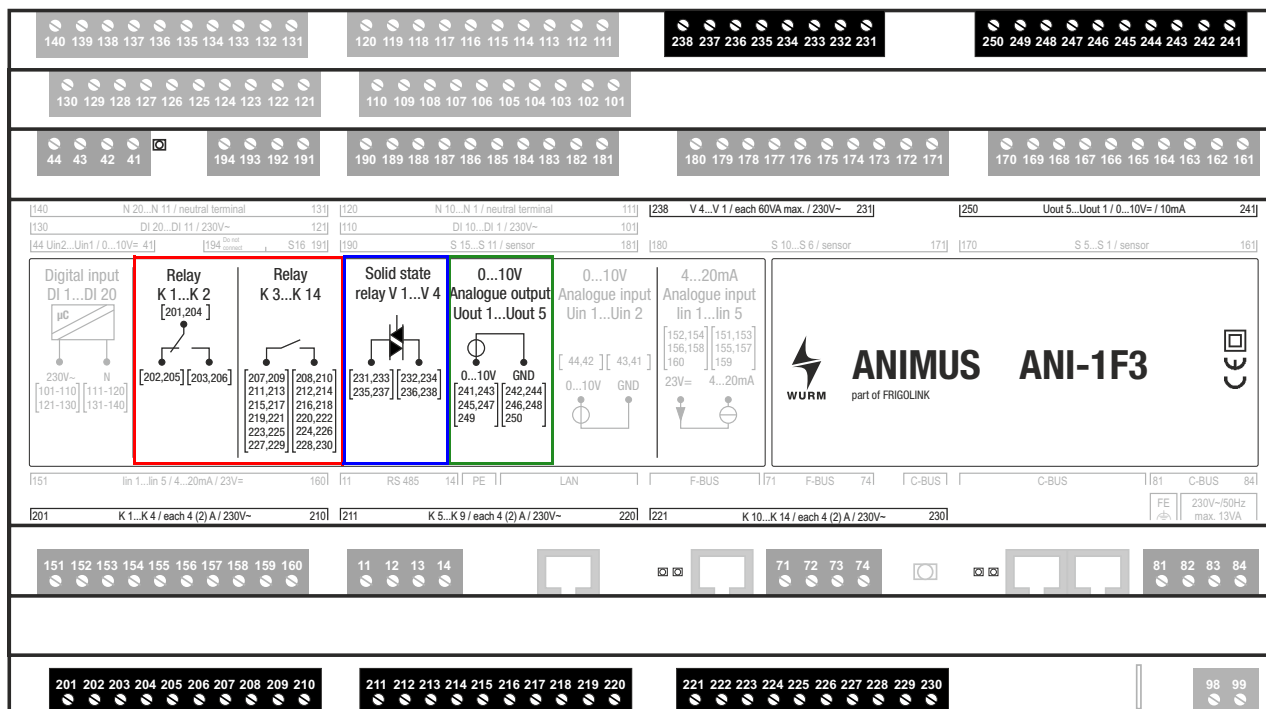 140 139 138 137 136 135 134 133 132 131
120 119 118 117 116 115 114 113 112 111
238 237 236 235 234 233 232 231
250 249 248 247 246 245 244 243 242 241
130 129 128 127 126 125 124 123 122 121
110 109 108 107 106 105 104 103 102 101
44 43 42 41
194 193 192 191
190 189 188 187 186 185 184 183 182 181
180 179 178 177 176 175 174 173 172 171
170 169 168 167 166 165 164 163 162 161
140 N 20...N 11 / neutral terminal 131
120 N 10...N 1 / neutral terminal 111
238 V 4...V 1 / each 60VA max. / 230V~ 231
250 Uout 5...Uout 1 / 0...10V= / 10mA 241
130 DI 20...DI 11 / 230V~ 121
110 DI 10...DI 1 / 230V~ 101
44 Uin2...Uin1 / 0...10V= 41
194 Do not connect S16 191
190 S 15...S 11 / sensor 181
180 S 10...S 6 / sensor 171
170 S 5...S 1 / sensor 161
Digital input
DI 1...DI 20
µC
230V~ N
[101-110] [111-120]
[121-130] [131-140]
Relay
K 1...K 2
[201,204]
[202,205] [203,206]
Relay
K 3...K 14
207,209 208,210
211,213 212,214
215,217 216,218
219,221 220,222
223,225 224,226
227,229 228,230
Solid state
relay V 1...V 4
231,233 232,234
235,237 236,238
0...10V
Analogue output
Uout 1...Uout 5
0...10V GND
241,243 242,244
245,247 246,248
249 250
0...10V
Analogue input
Uin 1...Uin 2
[ 44,42 ] [ 43,41 ]
0...10V GND
4...20mA
Analogue input
Iin 1...Iin 5
152,154 151,153
156,158 155,157
160 159
23V= 4...20mA
WURM
ANIMUS ANI-1F3
part of FRIGOLINK
CE
151 Iin 1...Iin 5 / 4...20mA / 23V= 160
11 RS 485 14
PE
LAN
F-BUS
71 F-BUS 74
C-BUS
C-BUS
81 C-BUS 84
201 K 1...K 4 / each 4 (2) A / 230V~ 210
211 K 5...K 9 / each 4 (2) A / 230V~ 220
221 K 10...K 14 / each 4 (2) A / 230V~ 230
FE
230V~/50Hz
max. 13VA
151 152 153 154 155 156 157 158 159 160
11 12 13 14
71 72 73 74
81 82 83 84
201 202 203 204 205 206 207 208 209 210
211 212 213 214 215 216 217 218 219 220
221 222 223 224 225 226 227 228 229 230
98 99